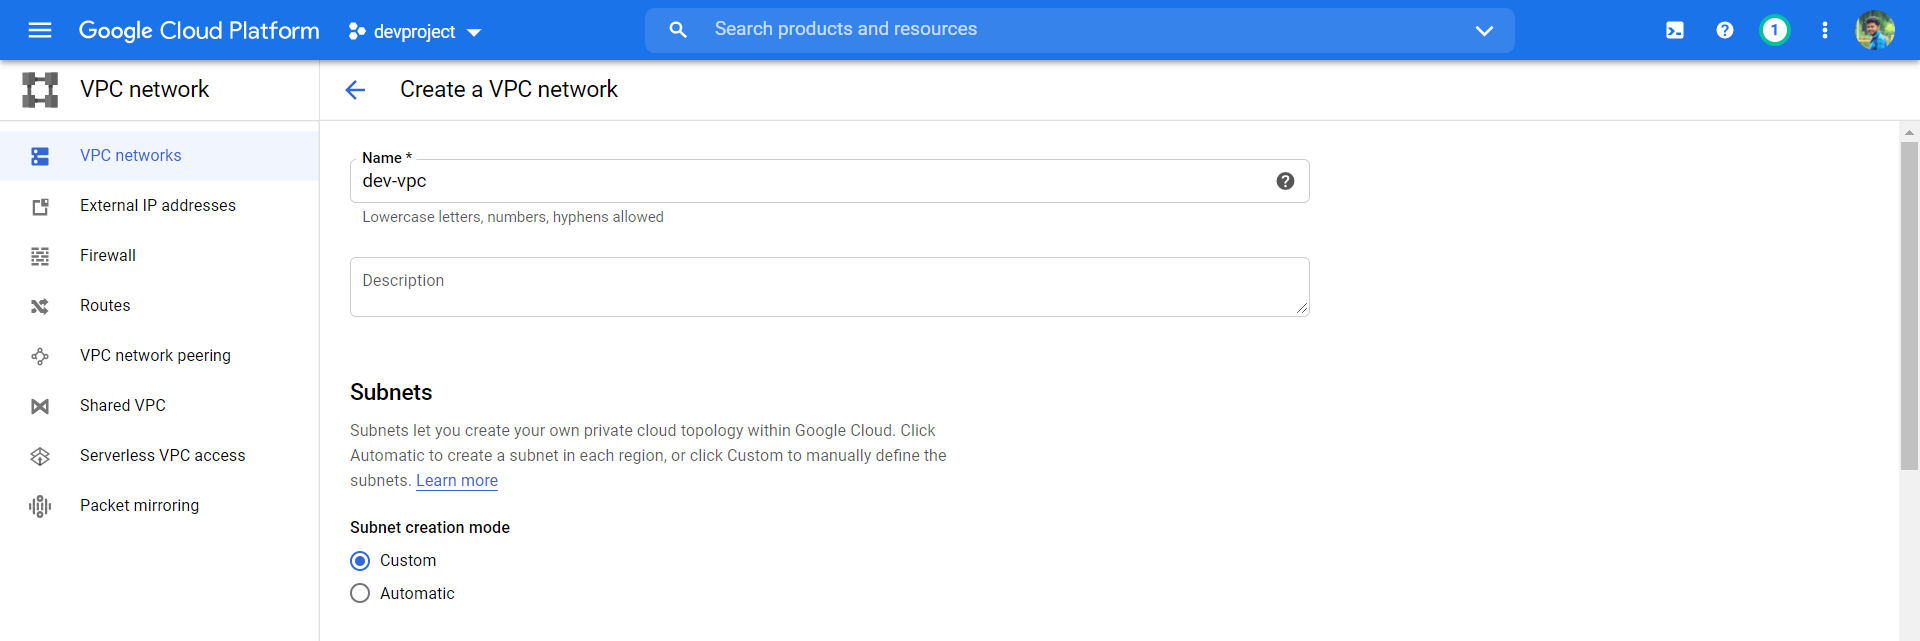 Google Cloud Platform
devproject
Search products and resources
1
VPC network
Create a VPC network
VPC networks
External IP addresses
Firewall
Routes
VPC network peering
Shared VPC
Serverless VPC access
Packet mirroring
Name *
dev-vpc
Lowercase letters, numbers, hyphens allowed
Description
Subnets
Subnets let you create your own private cloud topology within Google Cloud. Click
Automatic to create a subnet in each region, or click Custom to manually define the
subnets. Learn more
Subnet creation mode
Custom
Automatic